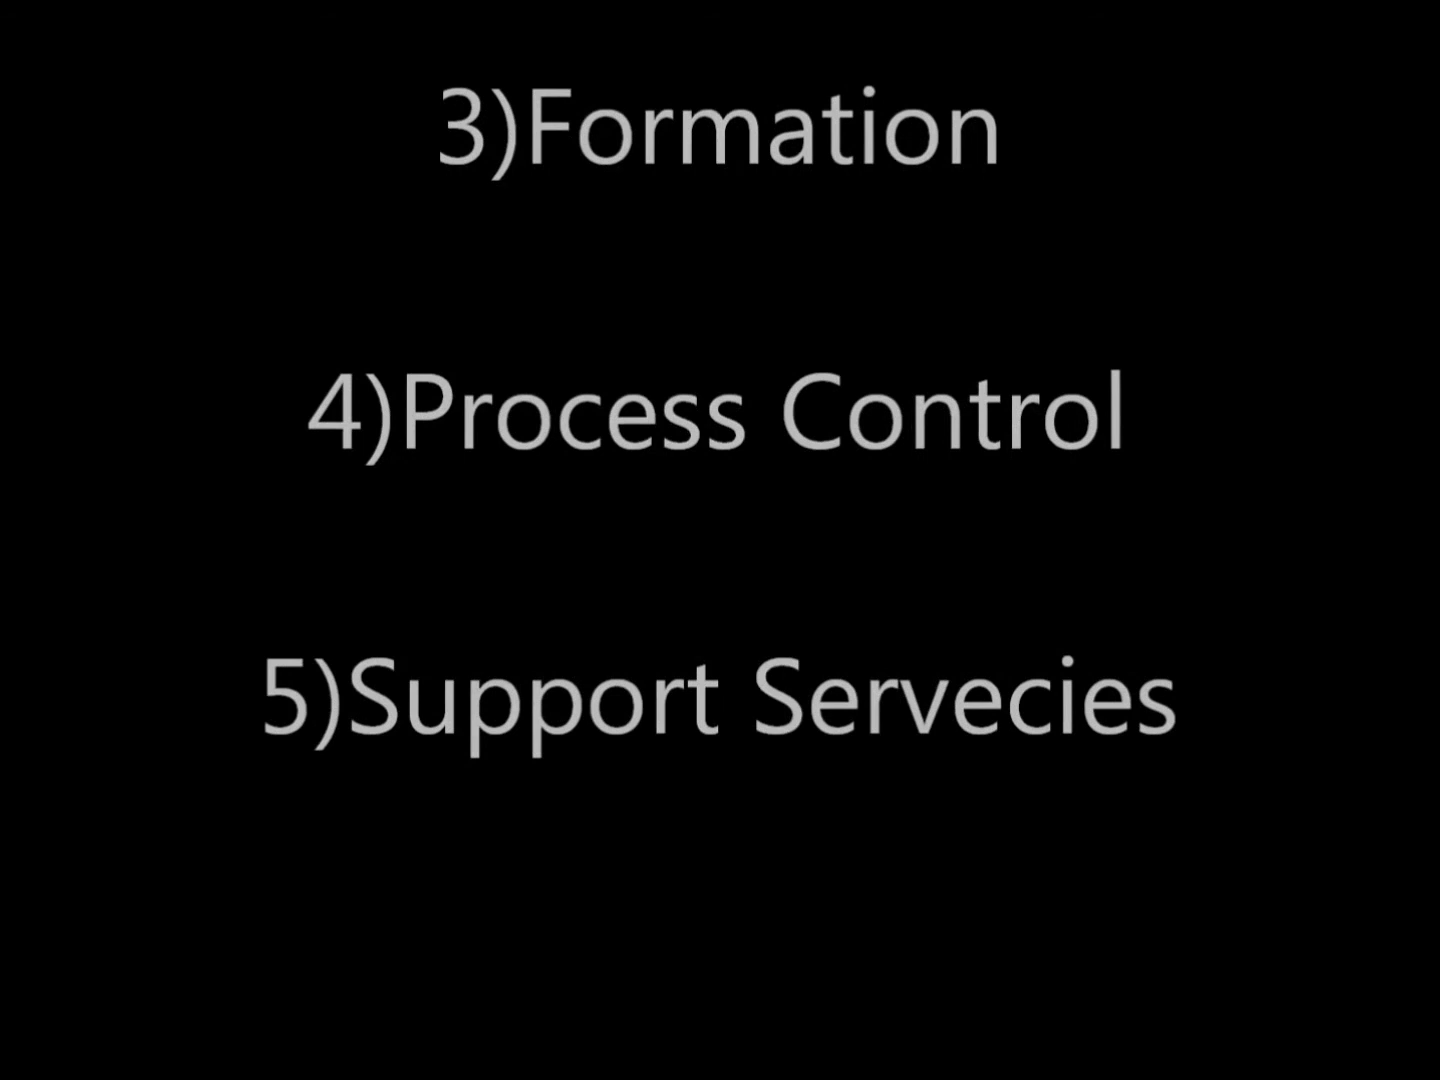 3)Formation
4)Process Control
5)Support Servecies